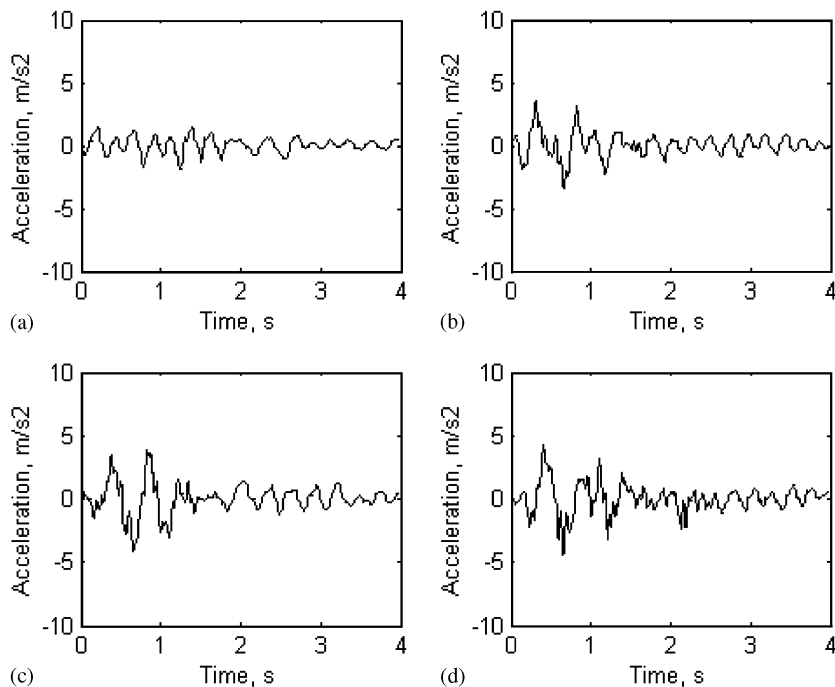 10
5
0
-5
-10
Acceleration, m/s2
0 1 2 3 4
Time, s
(a)
10
5
0
-5
-10
Acceleration, m/s2
0 1 2 3 4
Time, s
(b)
10
5
0
-5
-10
Acceleration, m/s2
0 1 2 3 4
Time, s
(c)
10
5
0
-5
-10
Acceleration, m/s2
0 1 2 3 4
Time, s
(d)